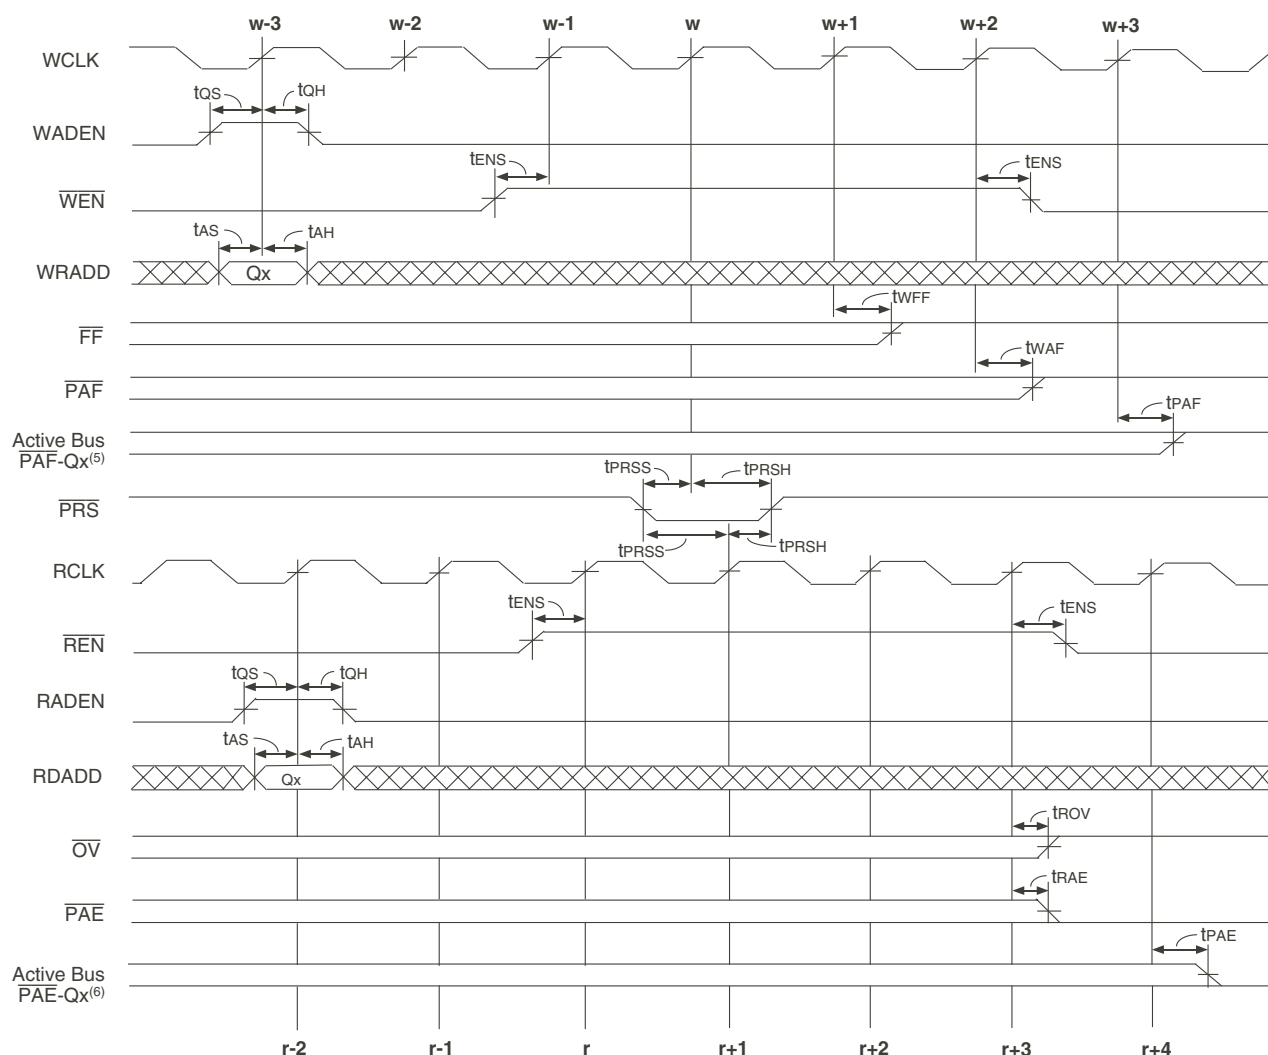 w-3 w-2 w-1 w w+1 w+2 w+3
WCLK
tQS tQH
WADEN
tENS tENS
WEN
tAS tAH
WRADD Qx
tWFF
FF
tWAF
PAF
tPAF
Active Bus
PAF-Qx(5)
tPRSS tPRSH
PRS
tPRSS tPRSH
RCLK
tENS tENS
REN
tQS tQH
RADEN
tAS tAH
RDADD Qx
tROV
OV
tRAE
PAE
tPAE
Active Bus
PAE-Qx(6)
r-2 r-1 r r+1 r+2 r+3 r+4